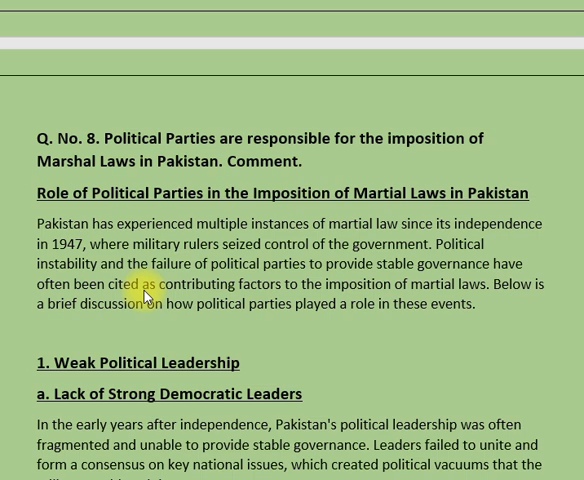 Q. No. 8. Political Parties are responsible for the imposition of
Marshal Laws in Pakistan. Comment.
Role of Political Parties in the Imposition of Martial Laws in Pakistan
Pakistan has experienced multiple instances of martial law since its independence
in 1947, where military rulers seized control of the government. Political
instability and the failure of political parties to provide stable governance have
often been cited as contributing factors to the imposition of martial laws. Below is
a brief discussion on how political parties played a role in these events.
1. Weak Political Leadership
a. Lack of Strong Democratic Leaders
In the early years after independence, Pakistan's political leadership was often
fragmented and unable to provide stable governance. Leaders failed to unite and
form a consensus on key national issues, which created political vacuums that the